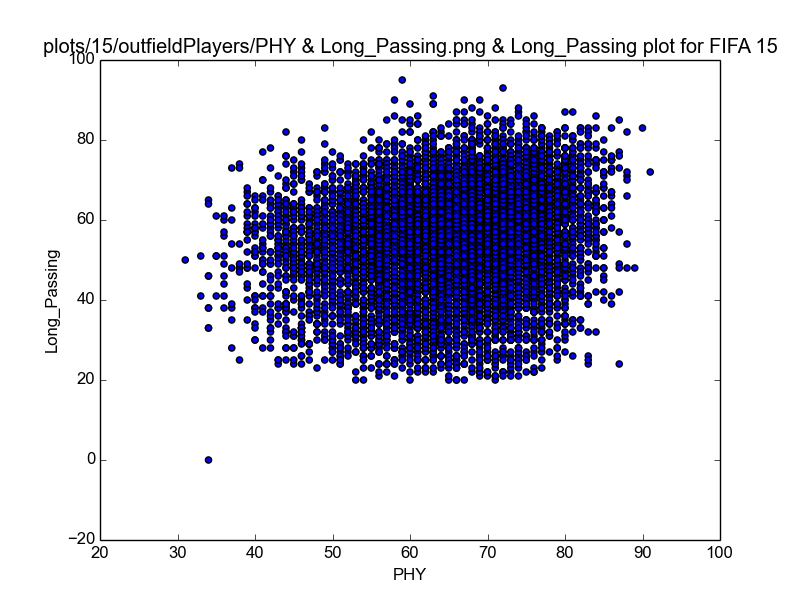 plots/15/outfieldPlayers/PHY & Long_Passing.png & Long_Passing plot for FIFA 15
100
80
60
40
20
0
−20
Long_Passing
20 30 40 50 60 70 80 90 100
PHY